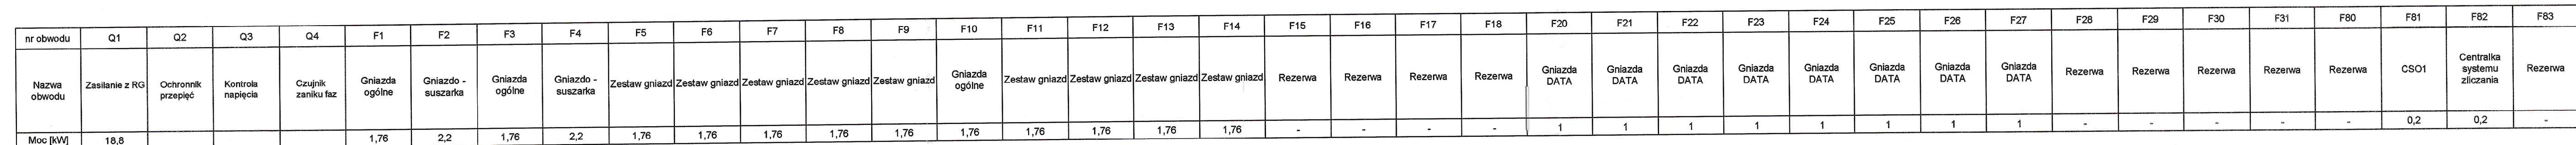 nr obwodu Q1 Q2 Q3 Q4 F1 F2 F3 F4 F5 F6 F7 F8 F9 F10 F11 F12 F13 F14 F15 F16 F17 F18 F20 F21 F22 F23 F24 F25 F26 F27 F28 F29 F30 F31 F80 F81 F82 F83
Nazwa obwodu Zasilanie z RG Ochronnik przepięć Kontrola napięcia Czujnik zaniku faz Gniazda ogólne Gniazdo - suszarka Gniazda ogólne Gniazdo - suszarka Zestaw gniazd Zestaw gniazd Zestaw gniazd Zestaw gniazd Zestaw gniazd Gniazda ogólne Zestaw gniazd Zestaw gniazd Zestaw gniazd Zestaw gniazd Rezerwa Rezerwa Rezerwa Rezerwa Gniazda DATA Gniazda DATA Gniazda DATA Gniazda DATA Gniazda DATA Gniazda DATA Gniazda DATA Gniazda DATA Rezerwa Rezerwa Rezerwa Rezerwa Rezerwa CSO1 Centralka systemu zliczania Rezerwa
Moc [kW] 18,8 1,76 2,2 1,76 2,2 1,76 1,76 1,76 1,76 1,76 1,76 1,76 1,76 1,76 1,76 - - - - 1 1 1 1 1 1 1 1 - - - - - 0,2 0,2 -